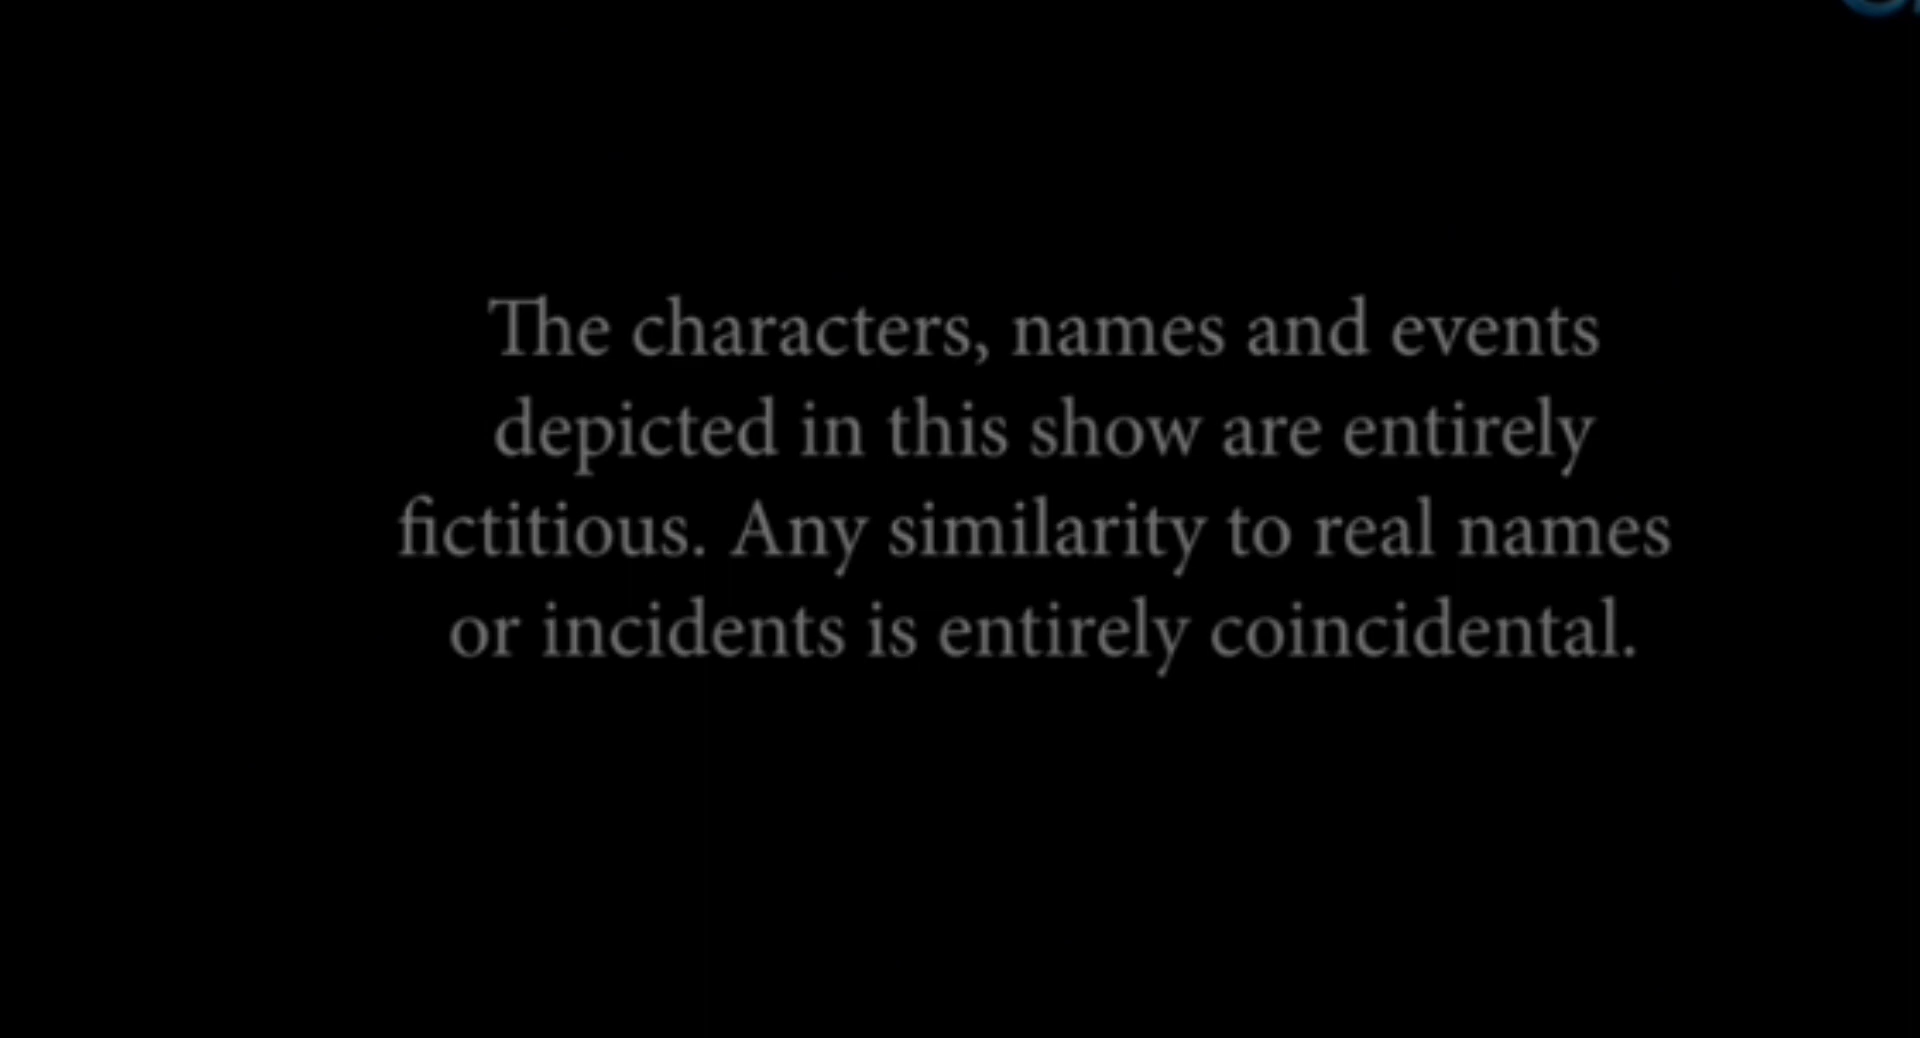 The characters, names and events
depicted in this show are entirely
fictitious. Any similarity to real names
or incidents is entirely coincidental.